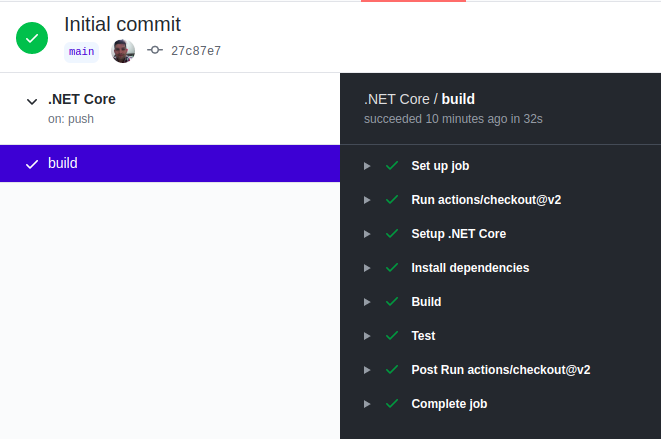 Initial commit
main 27c87e7
.NET Core
on: push
build
.NET Core / build
succeeded 10 minutes ago in 32s
Set up job
Run actions/checkout@v2
Setup .NET Core
Install dependencies
Build
Test
Post Run actions/checkout@v2
Complete job